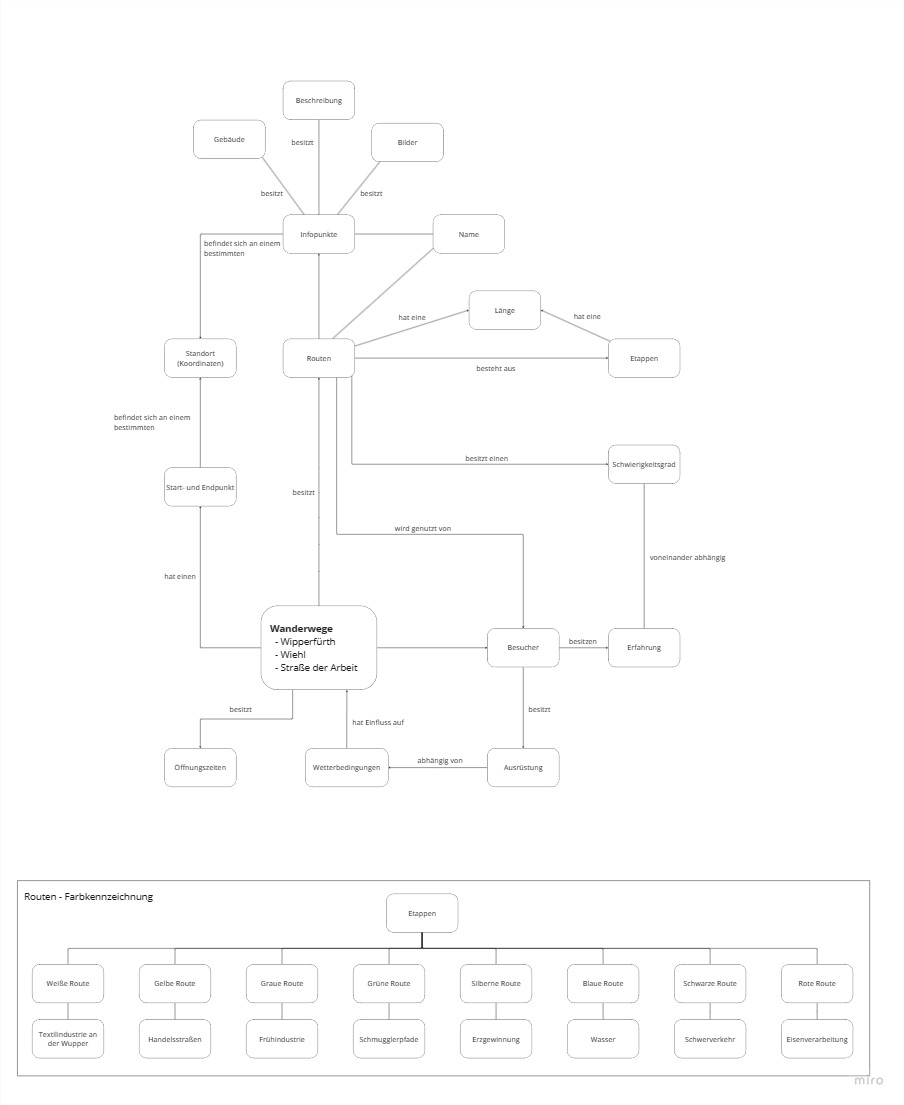 Beschreibung
Gebäude
Bilder
besitzt
besitzt
besitzt
Infopunkte
Name
befindet sich an einem
bestimmten
Länge
hat eine
hat eine
Standort
(Koordinaten)
Routen
Etappen
besteht aus
befindet sich an einem
bestimmten
besitzt einen
Schwierigkeitsgrad
Start- und Endpunkt
besitzt
wird genutzt von
voneinander abhängig
hat einen
Wanderwege
- Wipperfürth
- Wiehl
- Straße der Arbeit
Besucher
besitzen
Erfahrung
besitzt
hat Einfluss auf
besitzt
Öffnungszeiten
Wetterbedingungen
abhängig von
Ausrüstung
Routen - Farbkennzeichnung
Etappen
Weiße Route
Gelbe Route
Graue Route
Grüne Route
Silberne Route
Blaue Route
Schwarze Route
Rote Route
Textilindustrie an
der Wupper
Handelsstraßen
Frühindustrie
Schmugglerpfade
Erzgewinnung
Wasser
Schwerverkehr
Eisenverarbeitung
miro